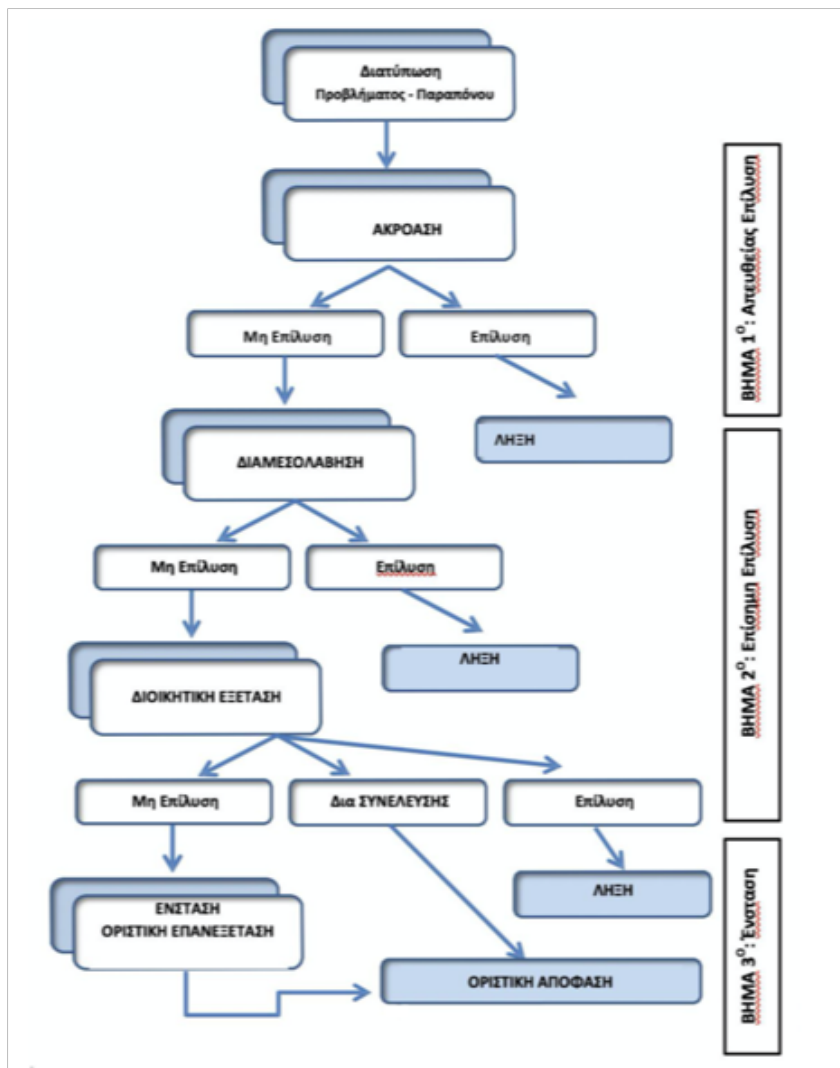 Διατύπωση
Προβλήματος - Παραπόνου
ΑΚΡΟΑΣΗ
Μη Επίλυση
Επίλυση
ΛΗΞΗ
ΒΗΜΑ 1Ο: Απευθείας Επίλυση
ΔΙΑΜΕΣΟΛΑΒΗΣΗ
Μη Επίλυση
Επίλυση
ΛΗΞΗ
ΔΙΟΙΚΗΤΙΚΗ ΕΞΕΤΑΣΗ
ΒΗΜΑ 2Ο: Επίσημη Επίλυση
Μη Επίλυση
Δια ΣΥΝΕΛΕΥΣΗΣ
Επίλυση
ΛΗΞΗ
ΕΝΣΤΑΣΗ
ΟΡΙΣΤΙΚΗ ΕΠΑΝΕΞΕΤΑΣΗ
ΟΡΙΣΤΙΚΗ ΑΠΟΦΑΣΗ
ΒΗΜΑ 3Ο: Ένσταση